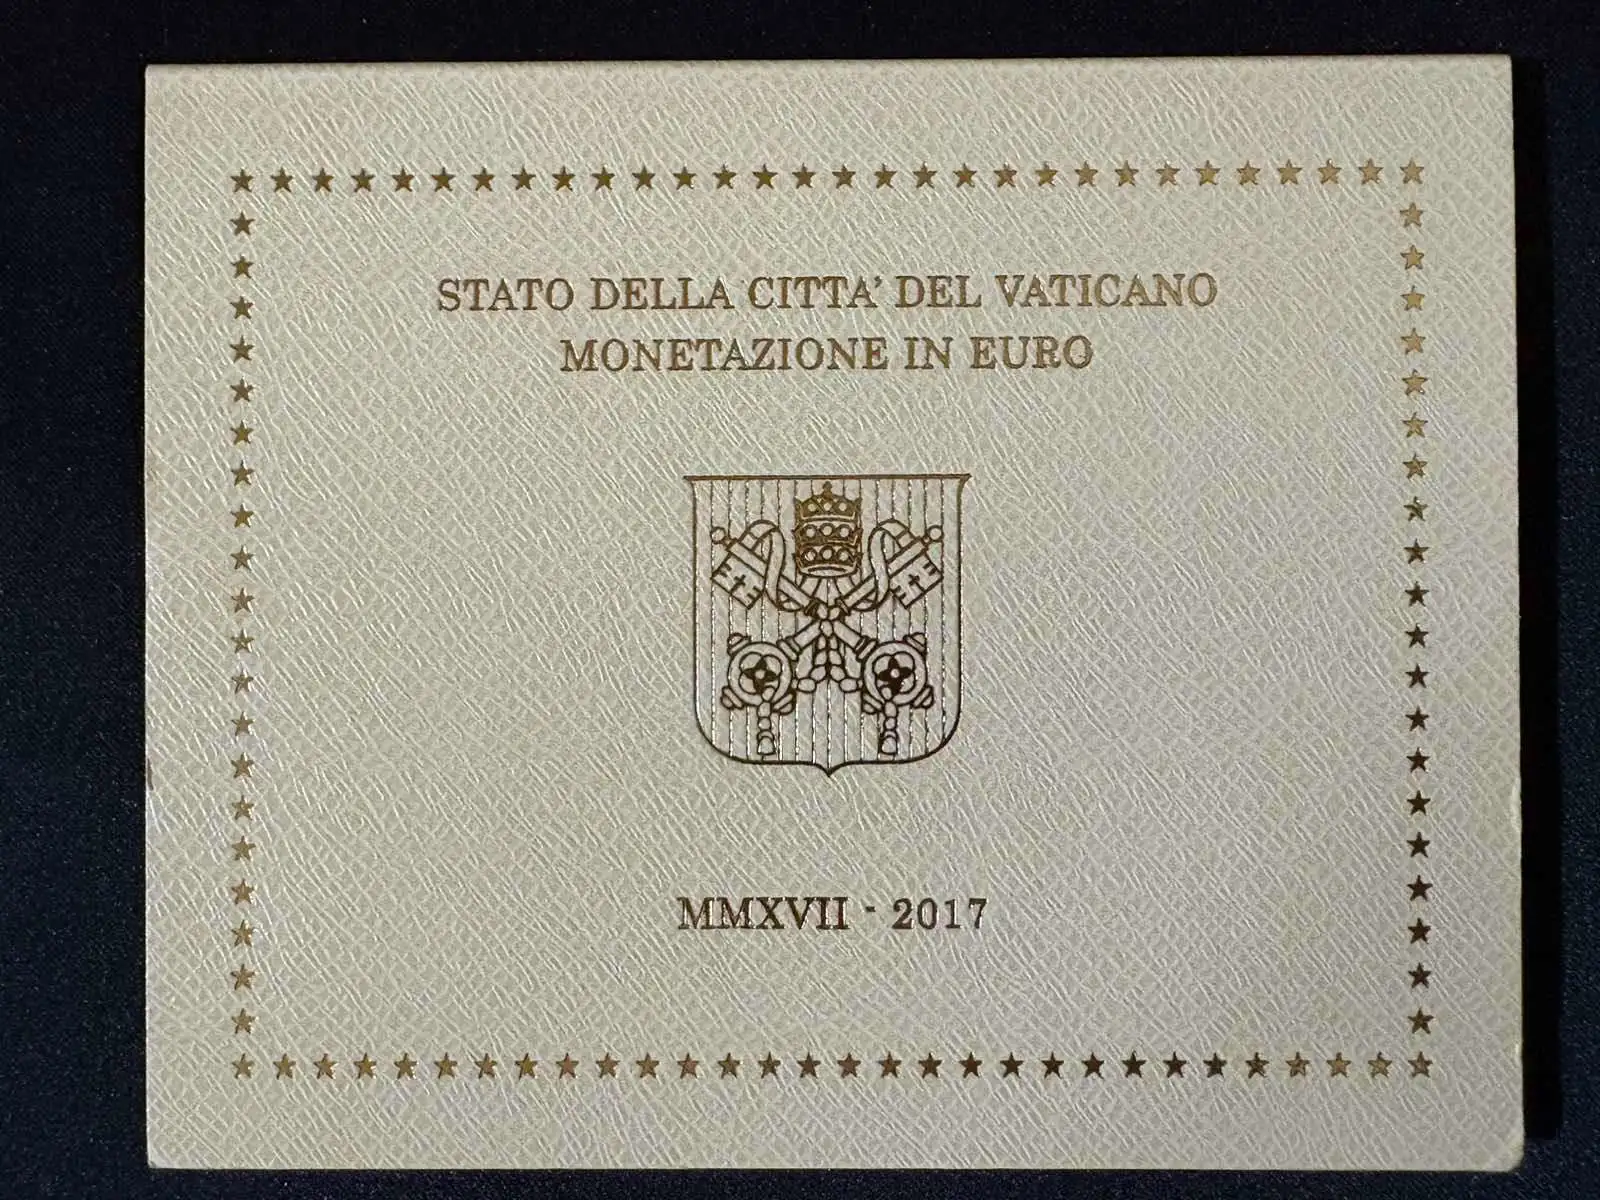 STATO DELLA CITTA' DEL VATICANO
MONETAZIONE IN EURO
MMXVII - 2017